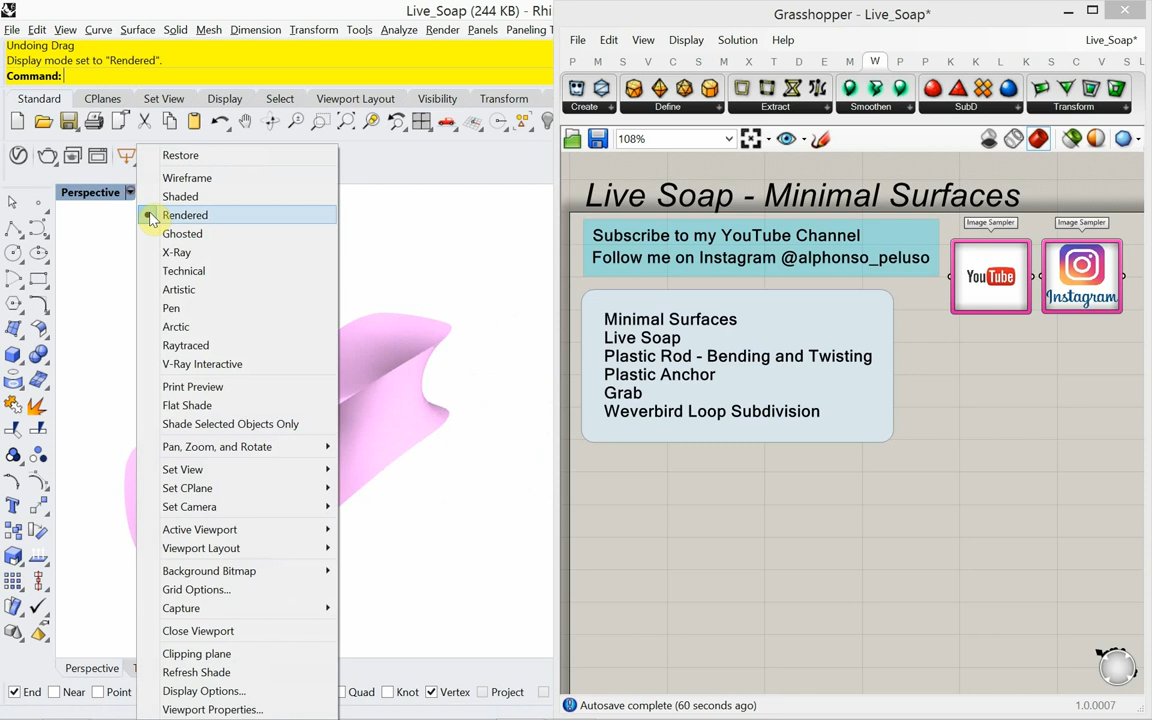 Live_Soap (244 KB) - Rhi
File Edit View Curve Surface Solid Mesh Dimension Transform Tools Analyze Render Panels Paneling T
Undoing Drag
Display mode set to "Rendered".
Command:
Standard CPlanes Set View Display Select Viewport Layout Visibility Transform
Perspective
Restore
Wireframe
Shaded
Rendered
Ghosted
X-Ray
Technical
Artistic
Pen
Arctic
Raytraced
V-Ray Interactive
Print Preview
Flat Shade
Shade Selected Objects Only
Pan, Zoom, and Rotate
Set View
Set CPlane
Set Camera
Active Viewport
Viewport Layout
Background Bitmap
Grid Options...
Capture
Close Viewport
Clipping plane
Refresh Shade
Display Options...
Viewport Properties...
Perspective T
End Near Point Quad Knot Vertex Project
Grasshopper - Live_Soap*
File Edit View Display Solution Help Live_Soap*
P M S V C S M I X T D M W P P R K E M V L K L C V S L
Create Define Extract Smoothen SubD Transform
108%
Live Soap - Minimal Surfaces
Subscribe to my YouTube Channel
Follow me on Instagram @alphonso_peluso
Image Sampler
YouTube
Image Sampler
Instagram
Minimal Surfaces
Live Soap
Plastic Rod - Bending and Twisting
Plastic Anchor
Grab
Weverbird Loop Subdivision
Autosave complete (60 seconds ago)
1.0.0007